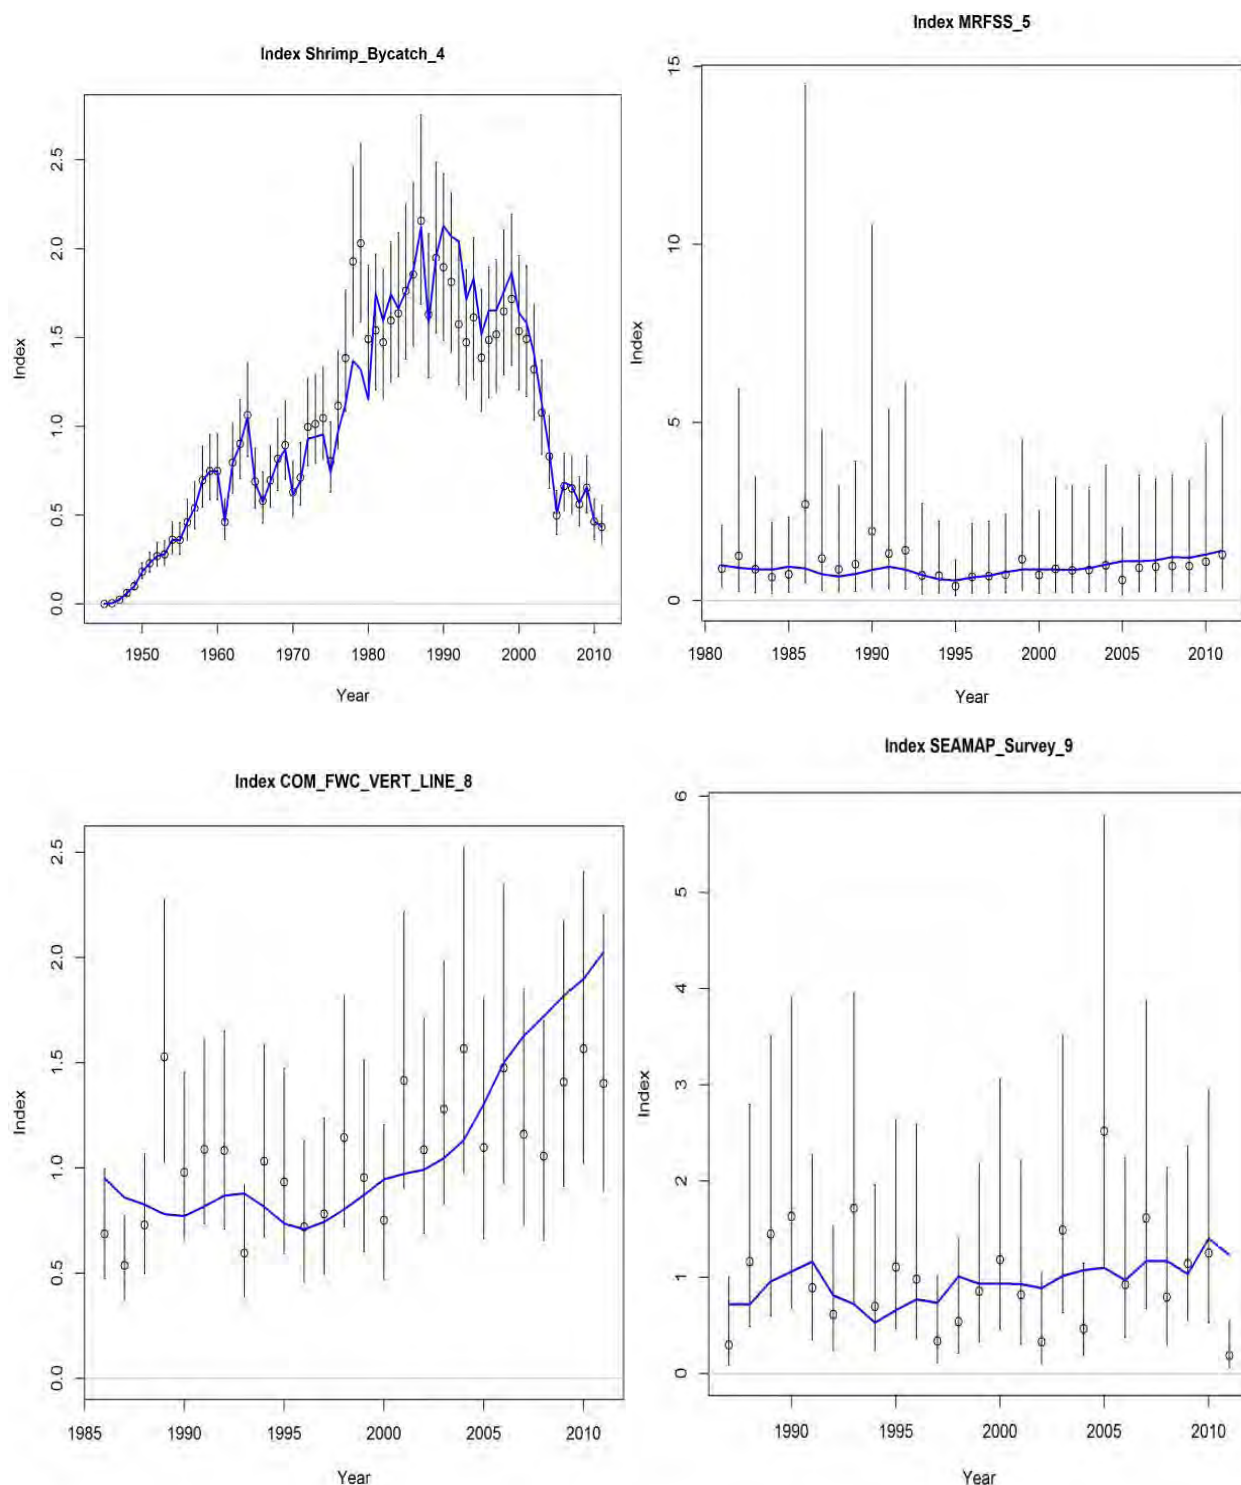 Index Shrimp_Bycatch_4
Index
0.0 0.5 1.0 1.5 2.0 2.5
1950 1960 1970 1980 1990 2000 2010
Year
Index MRFSS_5
Index
0 5 10 15
1980 1985 1990 1995 2000 2005 2010
Year
Index COM_FWC_VERT_LINE_8
Index
0.0 0.5 1.0 1.5 2.0 2.5
1985 1990 1995 2000 2005 2010
Year
Index SEAMAP_Survey_9
Index
0 1 2 3 4 5 6
1990 1995 2000 2005 2010
Year